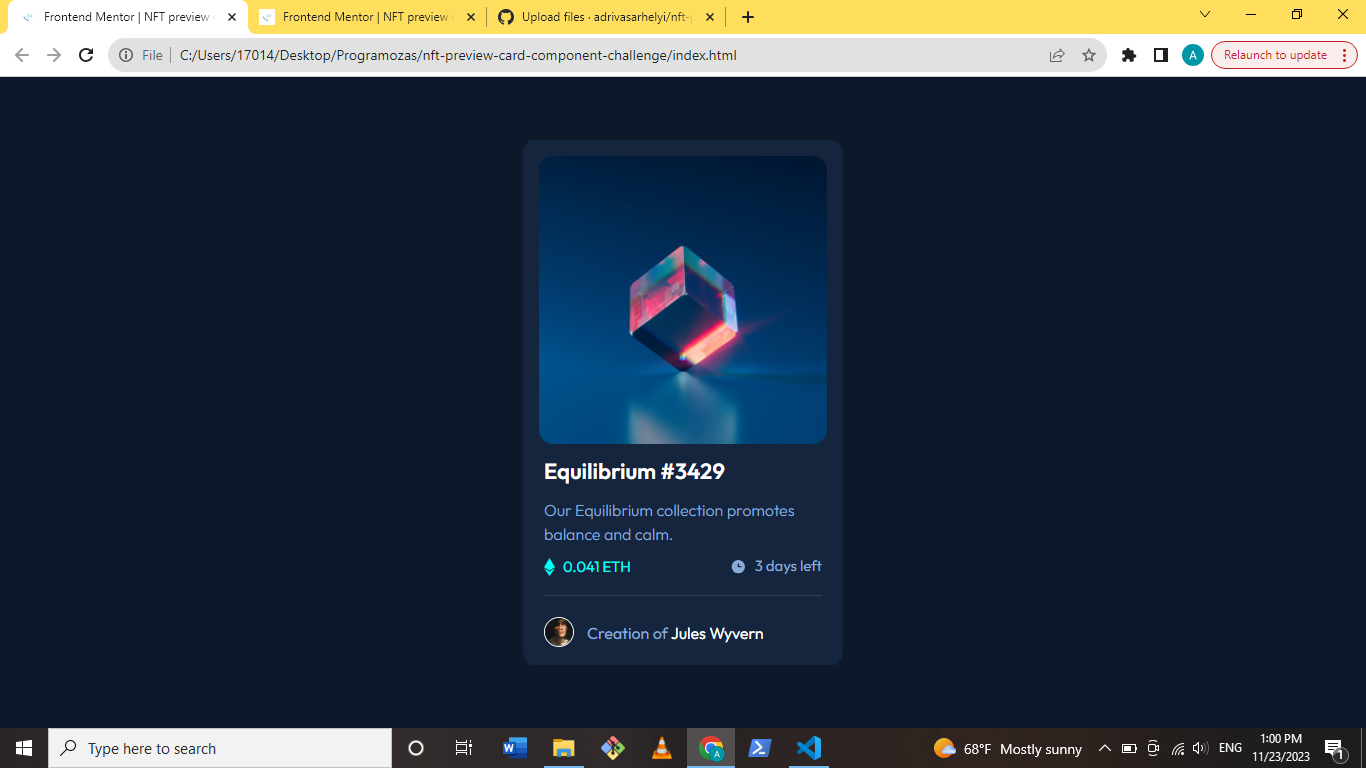 Frontend Mentor | NFT preview
Frontend Mentor | NFT preview
Upload files · adrivasarhelyi/nft-
File
C:/Users/17014/Desktop/Programozas/nft-preview-card-component-challenge/index.html
A
Relaunch to update
Equilibrium #3429
Our Equilibrium collection promotes
balance and calm.
0.041 ETH
3 days left
Creation of Jules Wyvern
Type here to search
W
A
68°F Mostly sunny
ENG
1:00 PM
11/23/2023
1